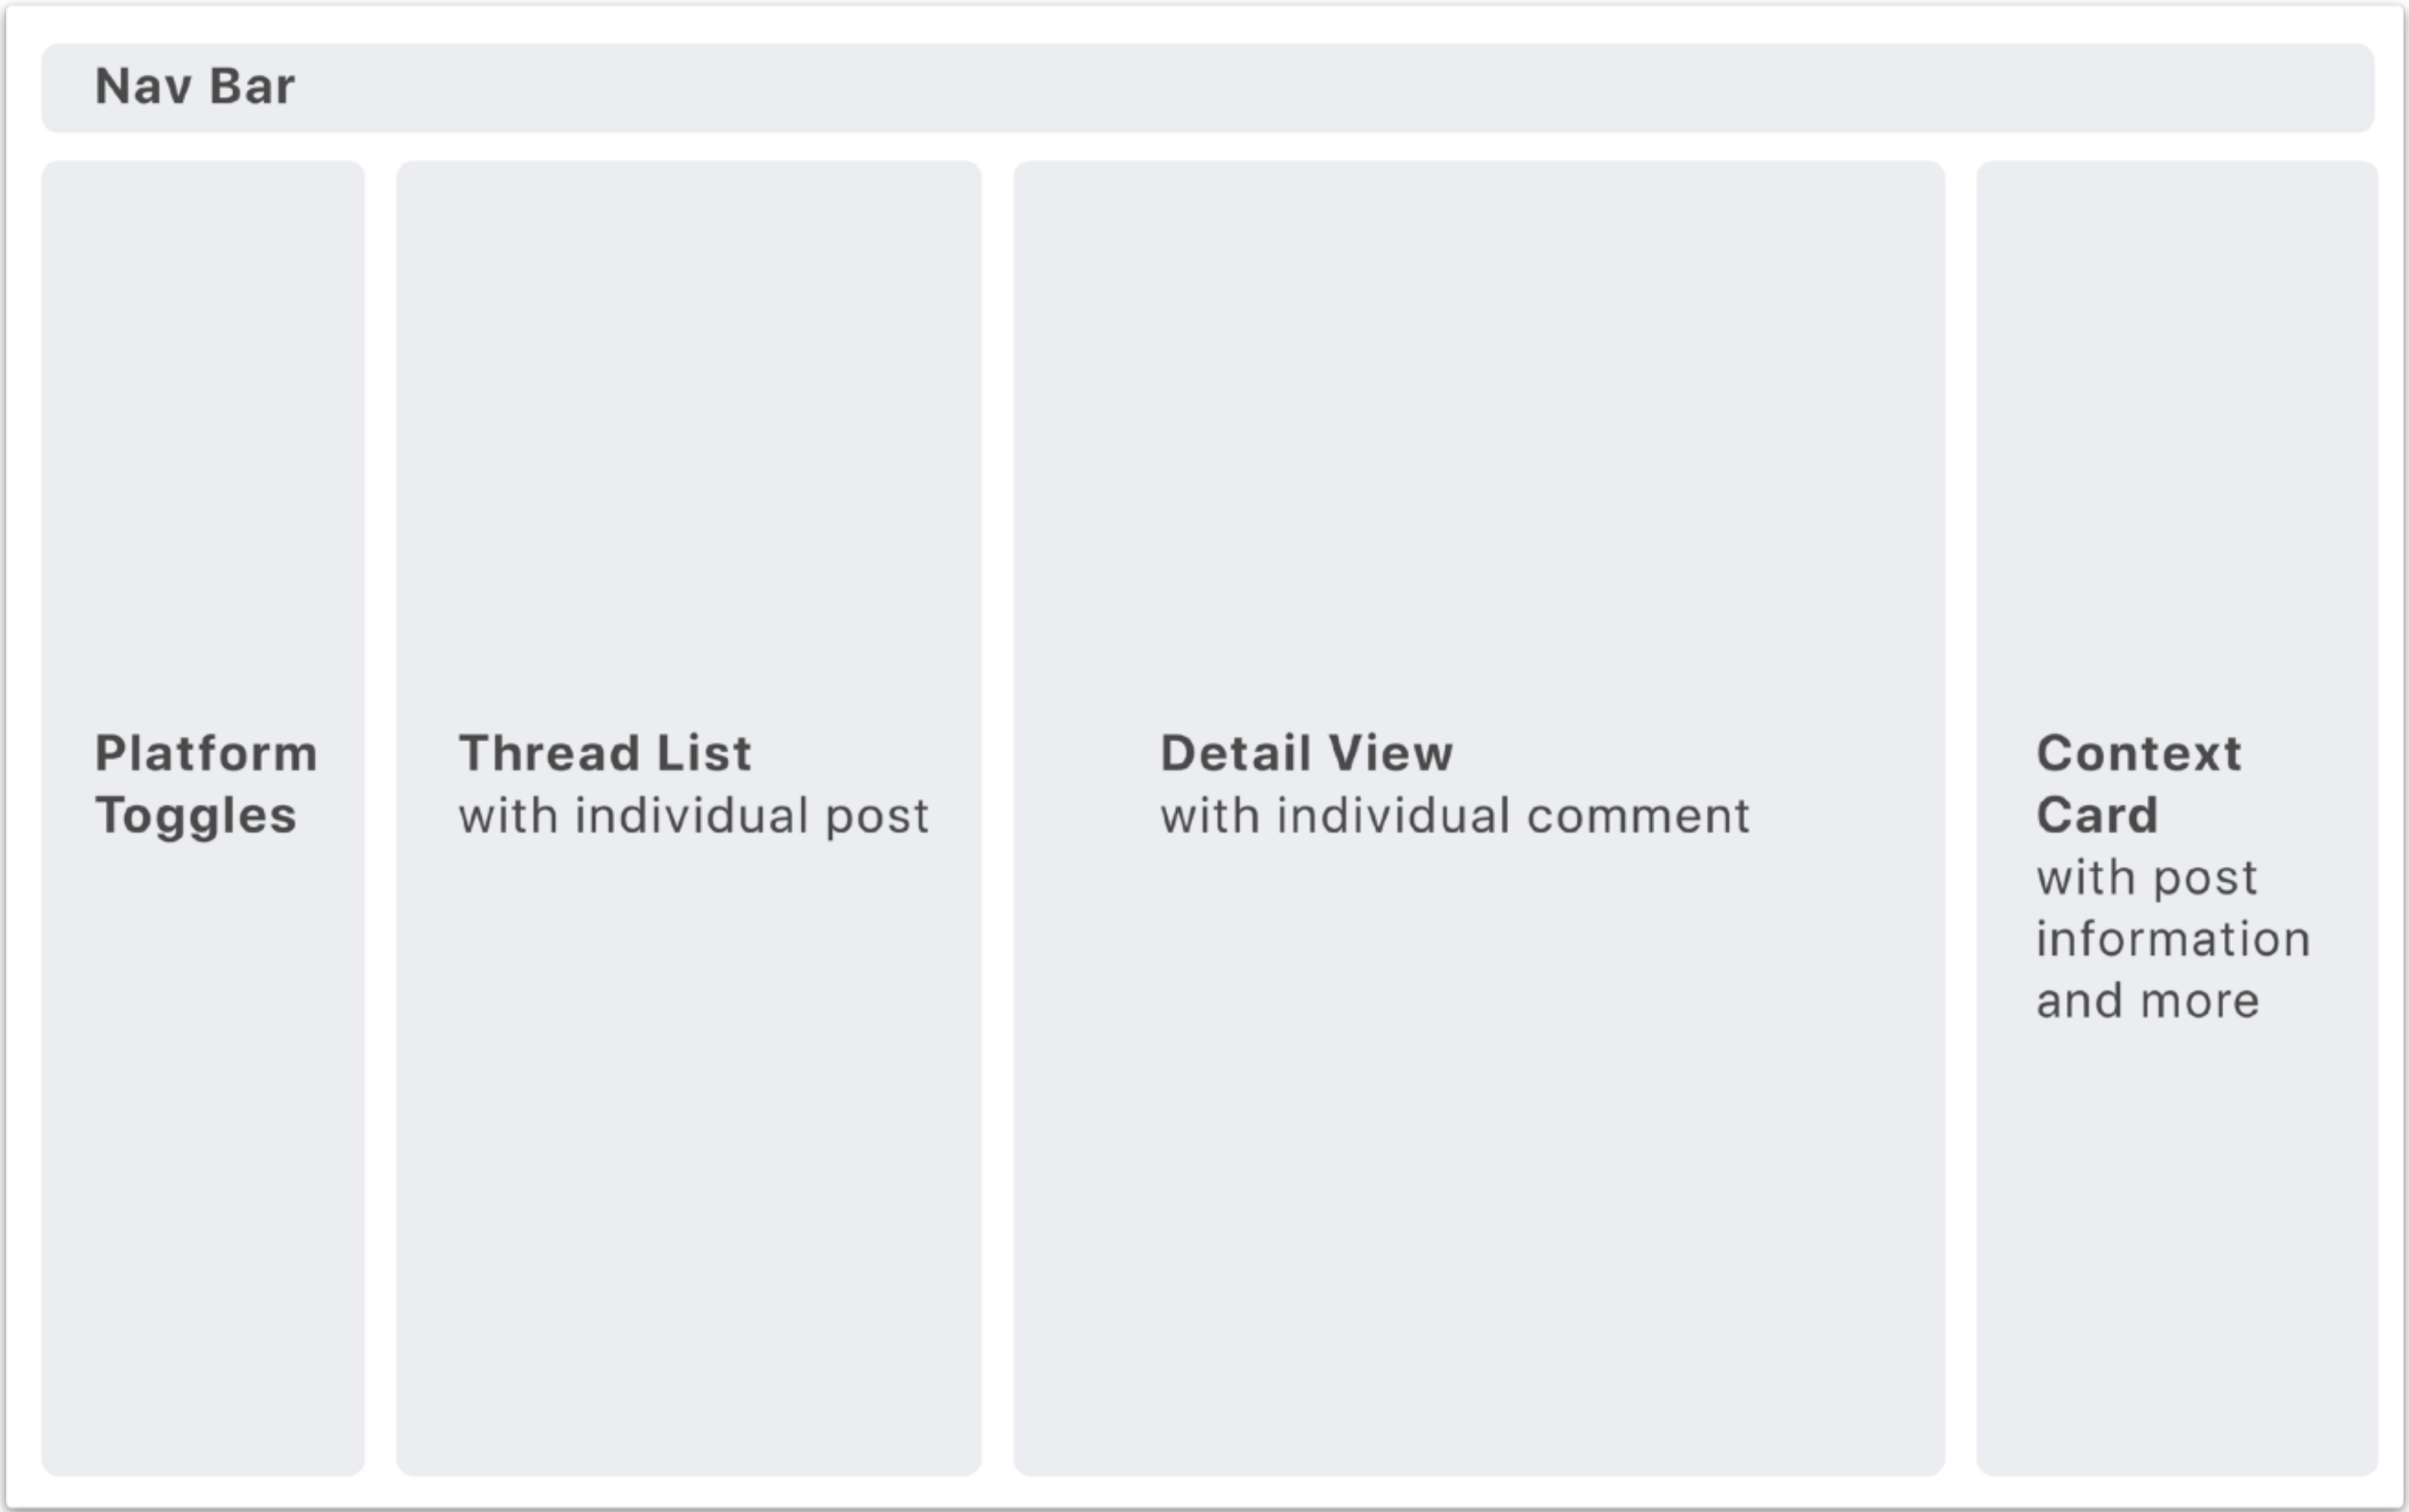 Nav Bar
Platform
Toggles
Thread List
with individual post
Detail View
with individual comment
Context
Card
with post
information
and more